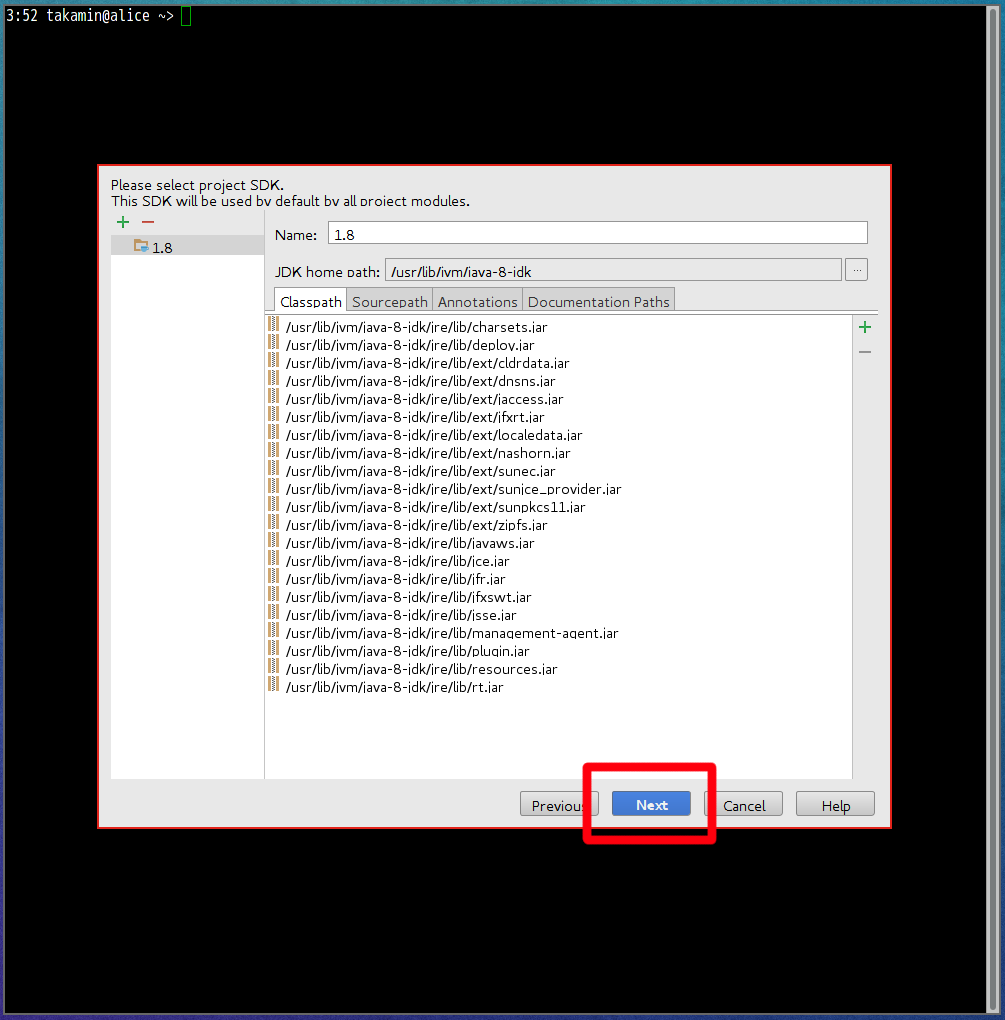 3:52 takamin@alice ~>
Please select project SDK.
This SDK will be used by default by all project modules.
1.8
Name: 1.8
JDK home path: /usr/lib/jvm/java-8-jdk ...
Classpath Sourcepath Annotations Documentation Paths
/usr/lib/jvm/java-8-jdk/jre/lib/charsets.jar
/usr/lib/jvm/java-8-jdk/jre/lib/deploy.jar
/usr/lib/jvm/java-8-jdk/jre/lib/ext/cldrdata.jar
/usr/lib/jvm/java-8-jdk/jre/lib/ext/dnsns.jar
/usr/lib/jvm/java-8-jdk/jre/lib/ext/jaccess.jar
/usr/lib/jvm/java-8-jdk/jre/lib/ext/jfxrt.jar
/usr/lib/jvm/java-8-jdk/jre/lib/ext/localedata.jar
/usr/lib/jvm/java-8-jdk/jre/lib/ext/nashorn.jar
/usr/lib/jvm/java-8-jdk/jre/lib/ext/sunec.jar
/usr/lib/jvm/java-8-jdk/jre/lib/ext/sunjce_provider.jar
/usr/lib/jvm/java-8-jdk/jre/lib/ext/sunpkcs11.jar
/usr/lib/jvm/java-8-jdk/jre/lib/ext/zipfs.jar
/usr/lib/jvm/java-8-jdk/jre/lib/javaws.jar
/usr/lib/jvm/java-8-jdk/jre/lib/jce.jar
/usr/lib/jvm/java-8-jdk/jre/lib/jfr.jar
/usr/lib/jvm/java-8-jdk/jre/lib/jfxswt.jar
/usr/lib/jvm/java-8-jdk/jre/lib/jsse.jar
/usr/lib/jvm/java-8-jdk/jre/lib/management-agent.jar
/usr/lib/jvm/java-8-jdk/jre/lib/plugin.jar
/usr/lib/jvm/java-8-jdk/jre/lib/resources.jar
/usr/lib/jvm/java-8-jdk/jre/lib/rt.jar
Previous Next Cancel Help